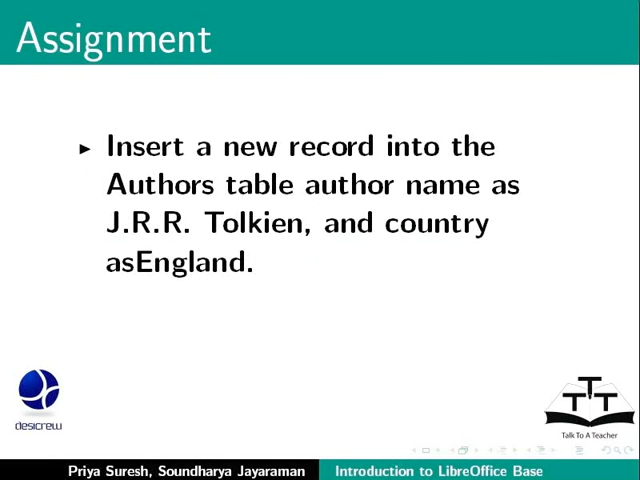 Assignment
Insert a new record into the
Authors table author name as
J.R.R. Tolkien, and country
asEngland.
desicrew
TTT
Talk To A Teacher
Priya Suresh, Soundharya Jayaraman Introduction to LibreOffice Base